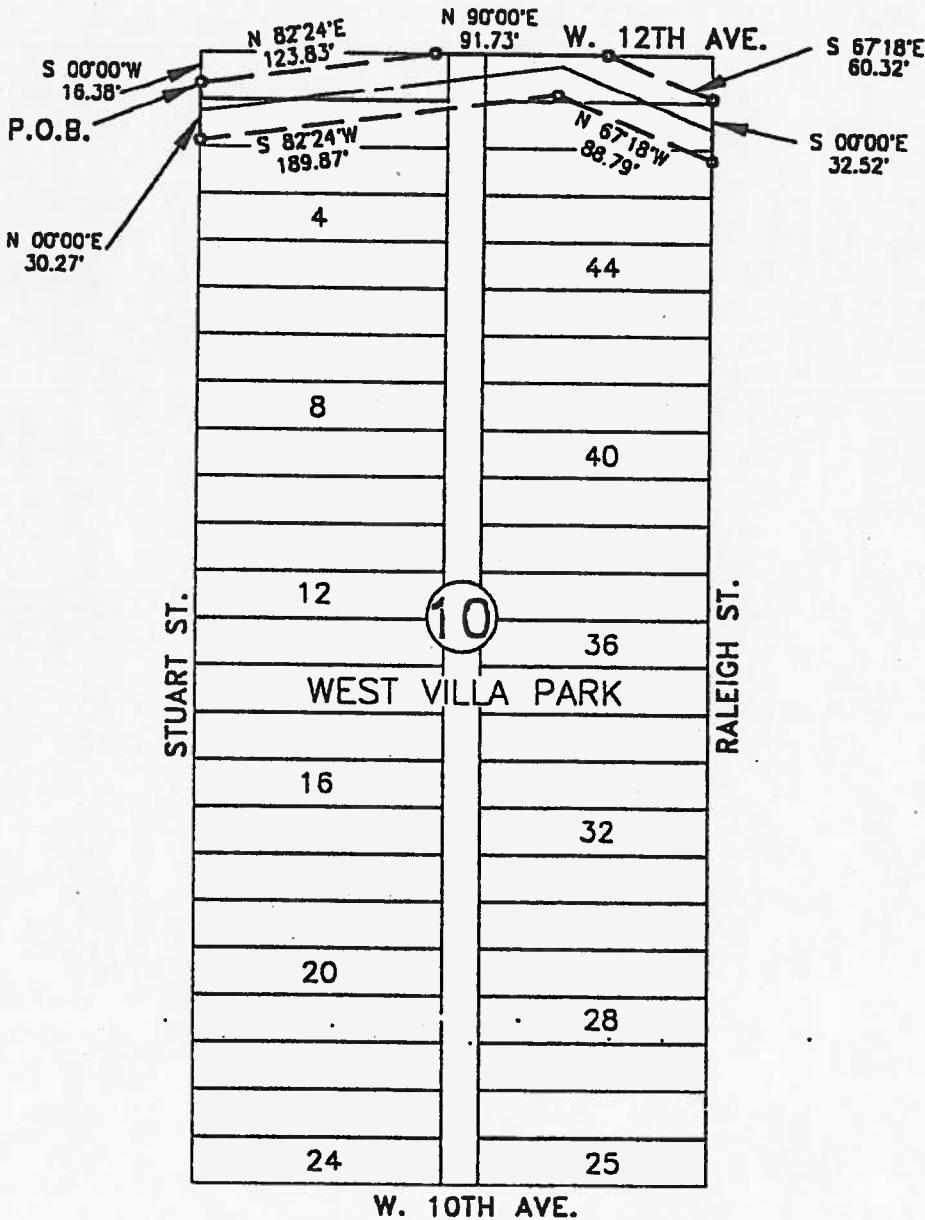 N 90°00'E
91.73'
W. 12TH AVE.
N 82°24'E
123.83'
S 67°18'E
60.32'
S 00°00'W
16.38'
P.O.B.
S 82°24'W
189.87'
N 67°18'W
88.79'
S 00°00'E
32.52'
N 00°00'E
30.27'
4
44
8
40
12
10
36
STUART ST.
WEST VILLA PARK
RALEIGH ST.
16
32
20
28
24
25
W. 10TH AVE.